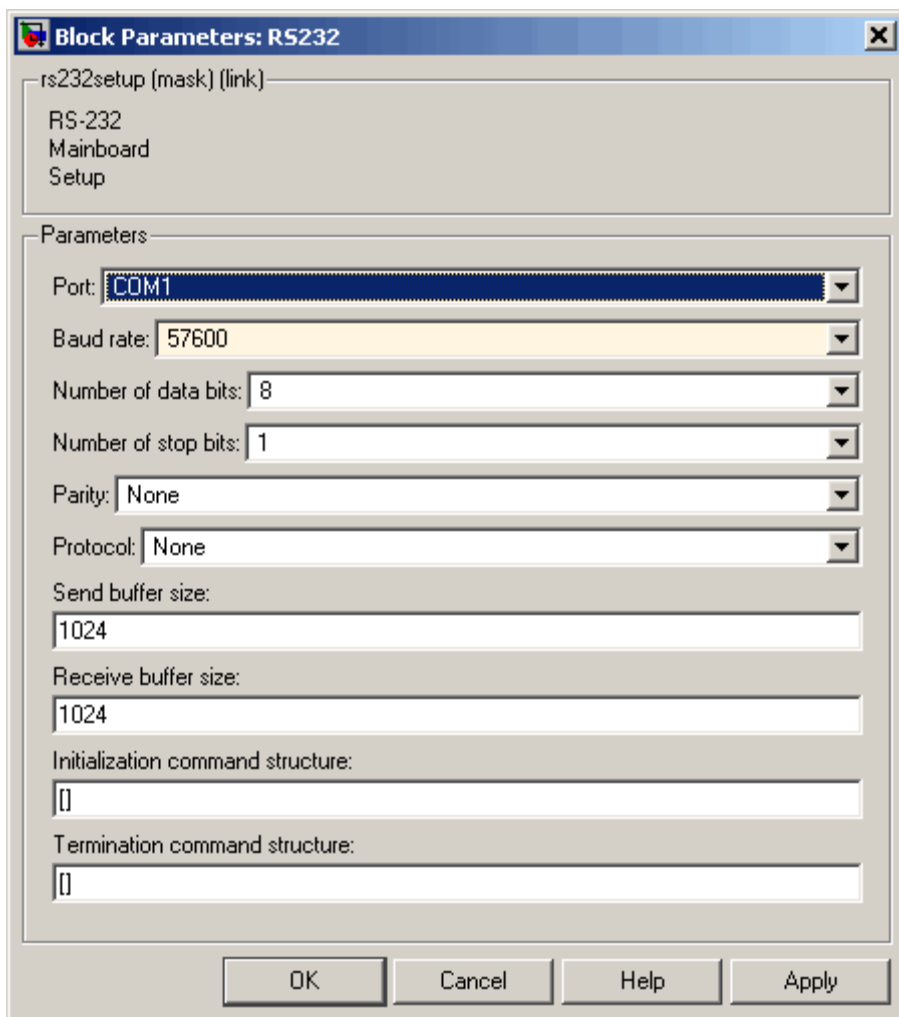 Block Parameters: RS232
rs232setup (mask) (link)
RS-232
Mainboard
Setup
Parameters
Port: COM1
Baud rate: 57600
Number of data bits: 8
Number of stop bits: 1
Parity: None
Protocol: None
Send buffer size:
1024
Receive buffer size:
1024
Initialization command structure:
[]
Termination command structure:
[]
OK Cancel Help Apply